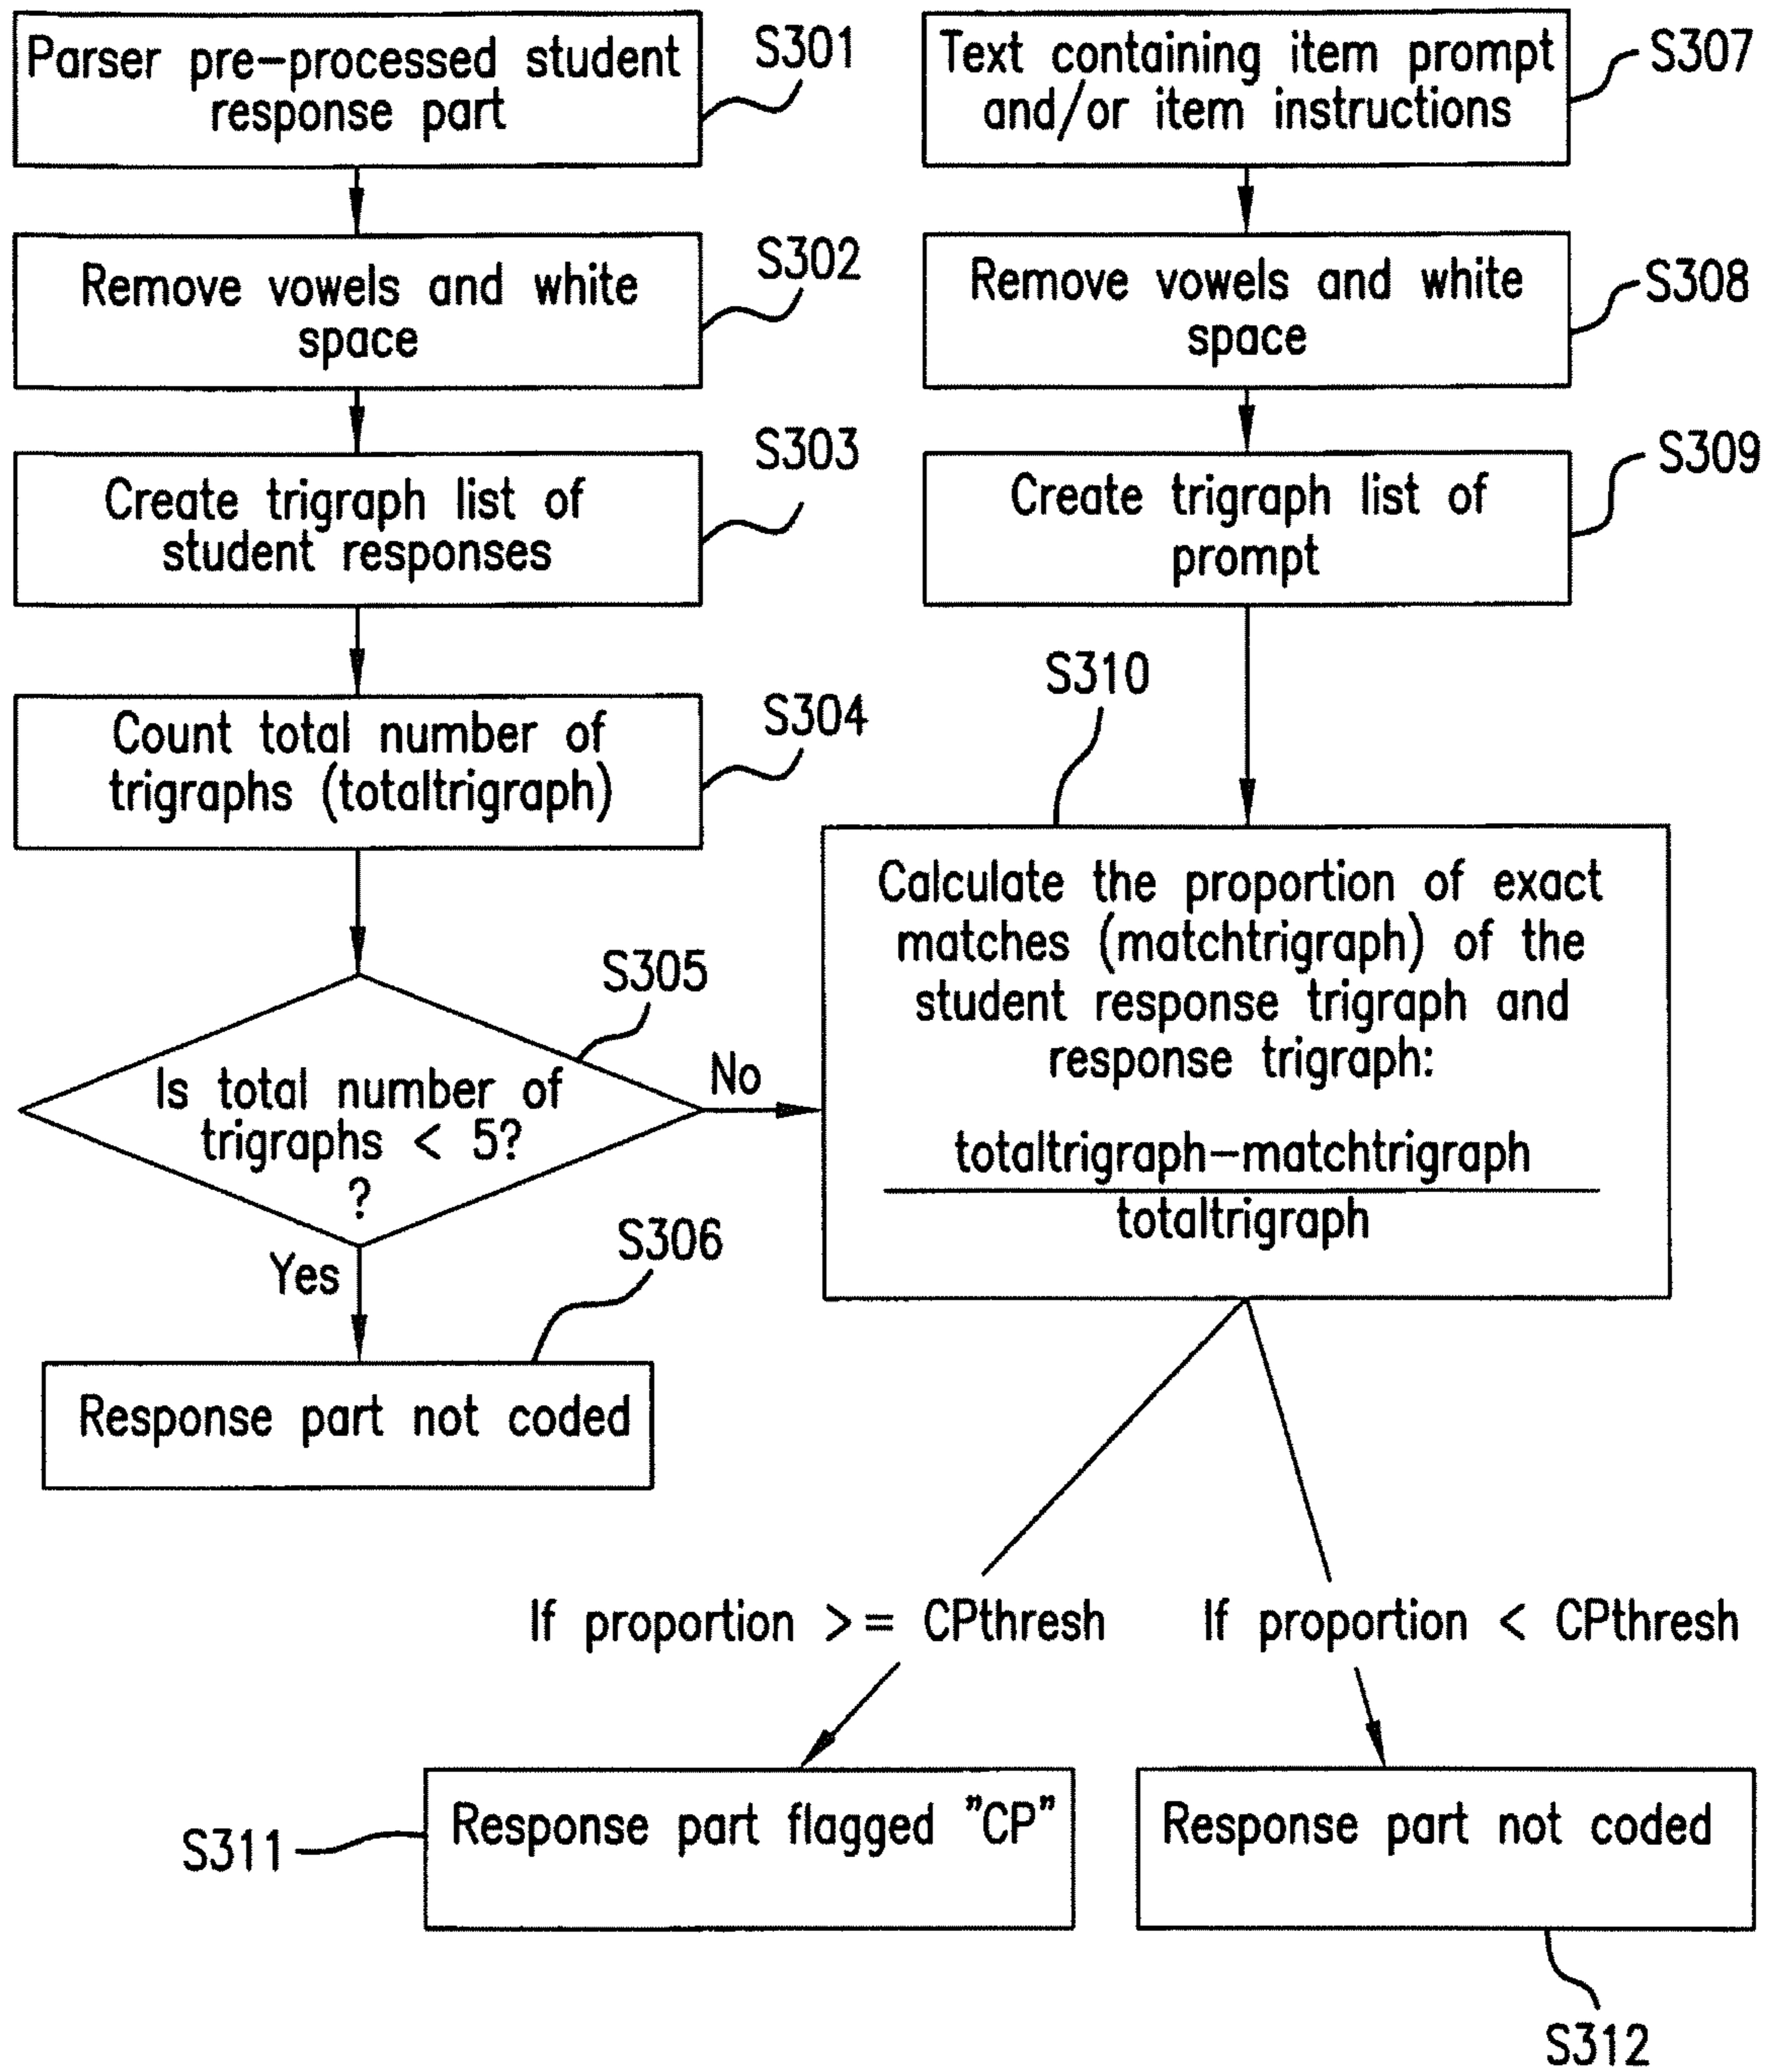 Parser pre-processed student
response part
S301
Remove vowels and white
space
S302
Create trigraph list of
student responses
S303
Count total number of
trigraphs (totaltrigraph)
S304
Is total number of
trigraphs < 5?
?
S305
No
Yes
S306
Response part not coded
Text containing item prompt
and/or item instructions
S307
Remove vowels and white
space
S308
Create trigraph list of
prompt
S309
S310
Calculate the proportion of exact
matches (matchtrigraph) of the
student response trigraph and
response trigraph:
totaltrigraph-matchtrigraph
totaltrigraph
If proportion >= CPthresh
If proportion < CPthresh
S311
Response part flagged "CP"
Response part not coded
S312